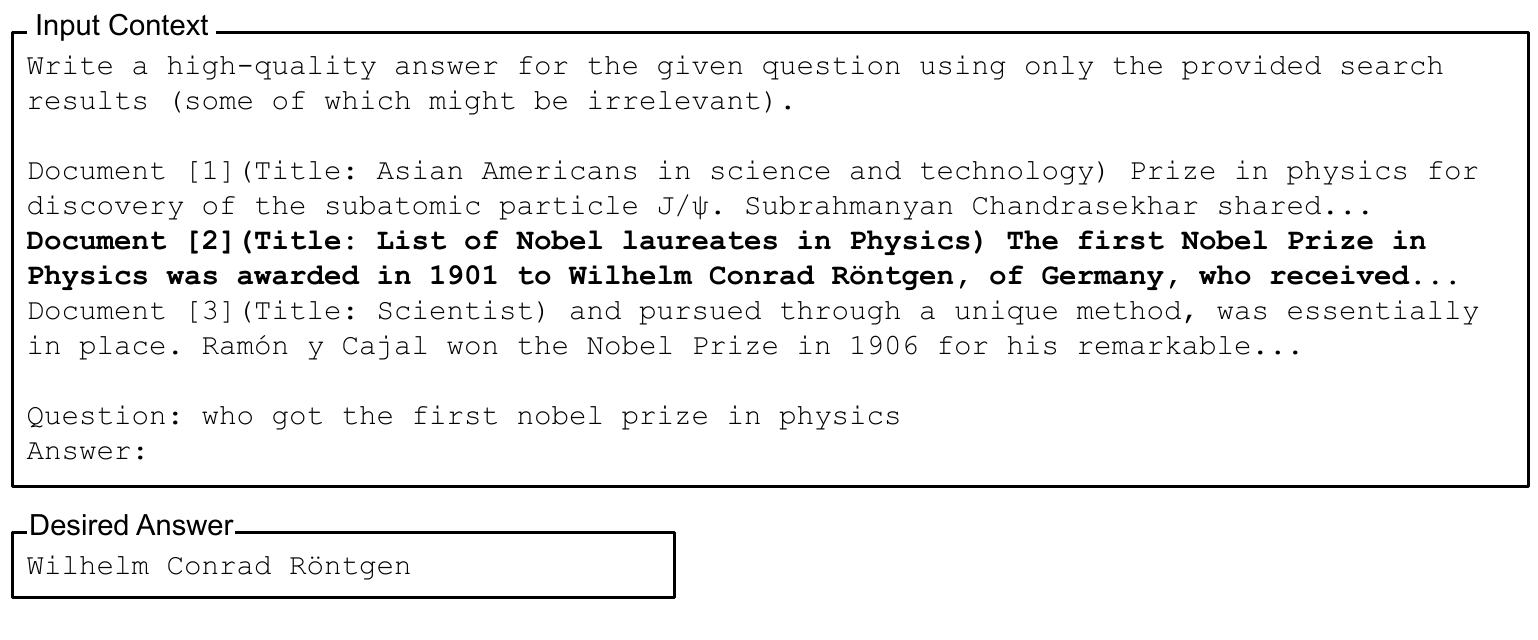 Input Context
Write a high-quality answer for the given question using only the provided search
results (some of which might be irrelevant).
Document [1](Title: Asian Americans in science and technology) Prize in physics for
discovery of the subatomic particle J/ψ. Subrahmanyan Chandrasekhar shared...
Document [2](Title: List of Nobel laureates in Physics) The first Nobel Prize in
Physics was awarded in 1901 to Wilhelm Conrad Röntgen, of Germany, who received...
Document [3](Title: Scientist) and pursued through a unique method, was essentially
in place. Ramón y Cajal won the Nobel Prize in 1906 for his remarkable...
Question: who got the first nobel prize in physics
Answer:
Desired Answer
Wilhelm Conrad Röntgen